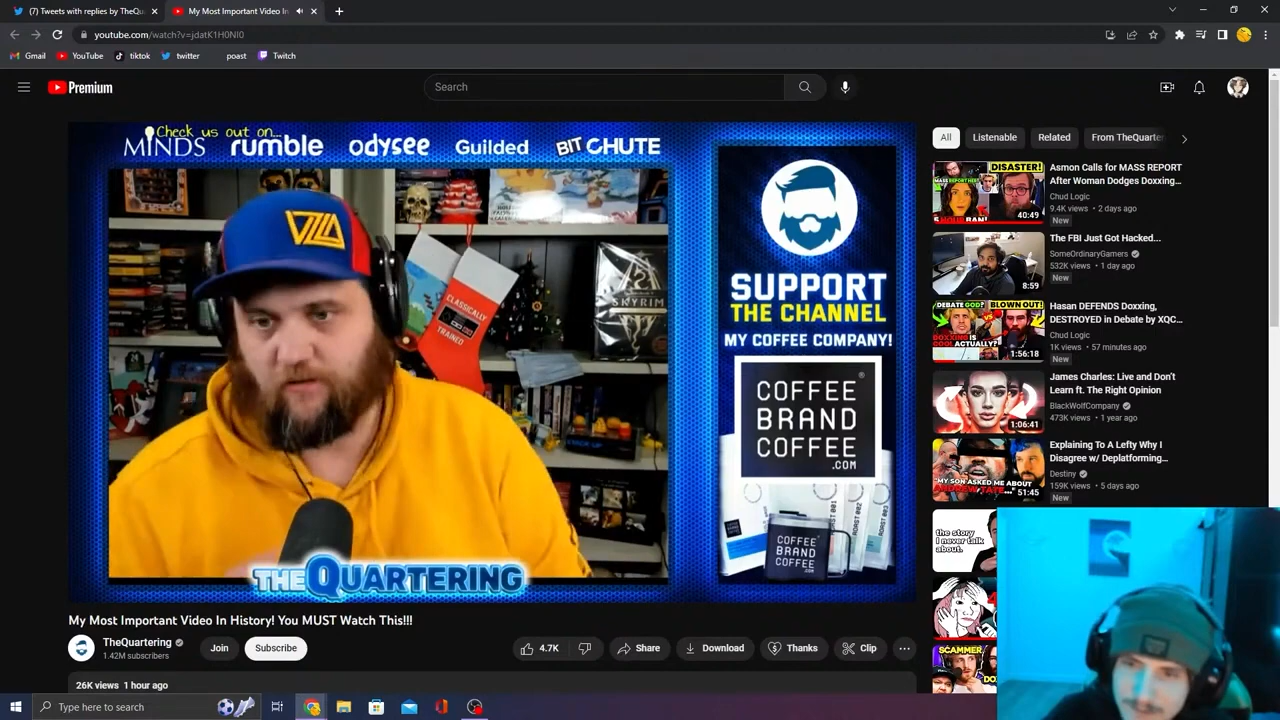 (7) Tweets with replies by TheQu
My Most Important Video In
youtube.com/watch?v=jdatK1H0NI0
Gmail
YouTube
tiktok
twitter
poast
Twitch
Premium
Search
Check us out on...
MINDS
rumble
odysee
Guilded
BIT CHUTE
CLASSICALLY
TRAINED
SKYRIM
SUPPORT
THE CHANNEL
MY COFFEE COMPANY!
COFFEE®
BRAND
COFFEE
.COM
COFFEE
BRAND
COFFEE
THEQUARTERING
My Most Important Video In History! You MUST Watch This!!!
TheQuartering
1.42M subscribers
Join
Subscribe
4.7K
Share
Download
Thanks
Clip
26K views 1 hour ago
All
Listenable
Related
From TheQuarter
DISASTER!
40:49
Asmon Calls for MASS REPORT
After Woman Dodges Doxxing...
Chud Logic
9.4K views • 2 days ago
New
8:59
The FBI Just Got Hacked...
SomeOrdinaryGamers
532K views • 1 day ago
New
DEBATE GOD?
BLOWN OUT!
1:56:18
Hasan DEFENDS Doxxing,
DESTROYED in Debate by XQC...
Chud Logic
1K views • 57 minutes ago
New
1:06:41
James Charles: Live and Don't
Learn ft. The Right Opinion
BlackWolfCompany
473K views • 1 year ago
"MY SON ASKED ME ABOUT
51:45
Explaining To A Lefty Why I
Disagree w/ Deplatforming...
Destiny
159K views • 5 days ago
New
the story
I never talk
about.
SCAMMER
Type here to search